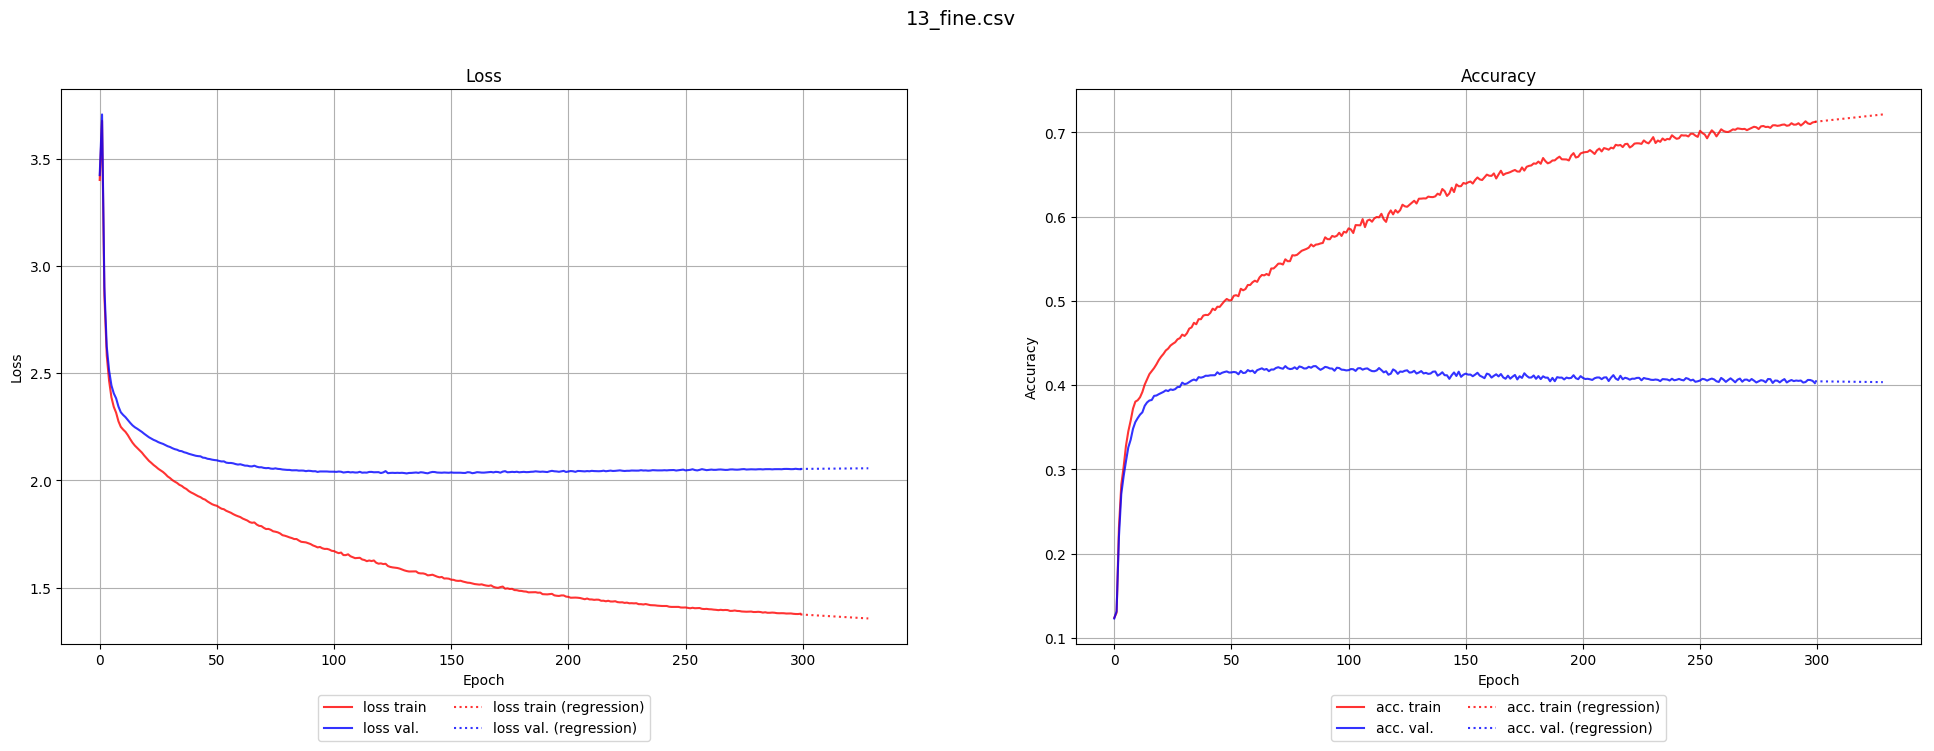 13_fine.csv
Loss
Loss
3.5
3.0
2.5
2.0
1.5
0 50 100 150 200 250 300
Epoch
loss train
loss val.
loss train (regression)
loss val. (regression)
Accuracy
Accuracy
0.7
0.6
0.5
0.4
0.3
0.2
0.1
0 50 100 150 200 250 300
Epoch
acc. train
acc. val.
acc. train (regression)
acc. val. (regression)